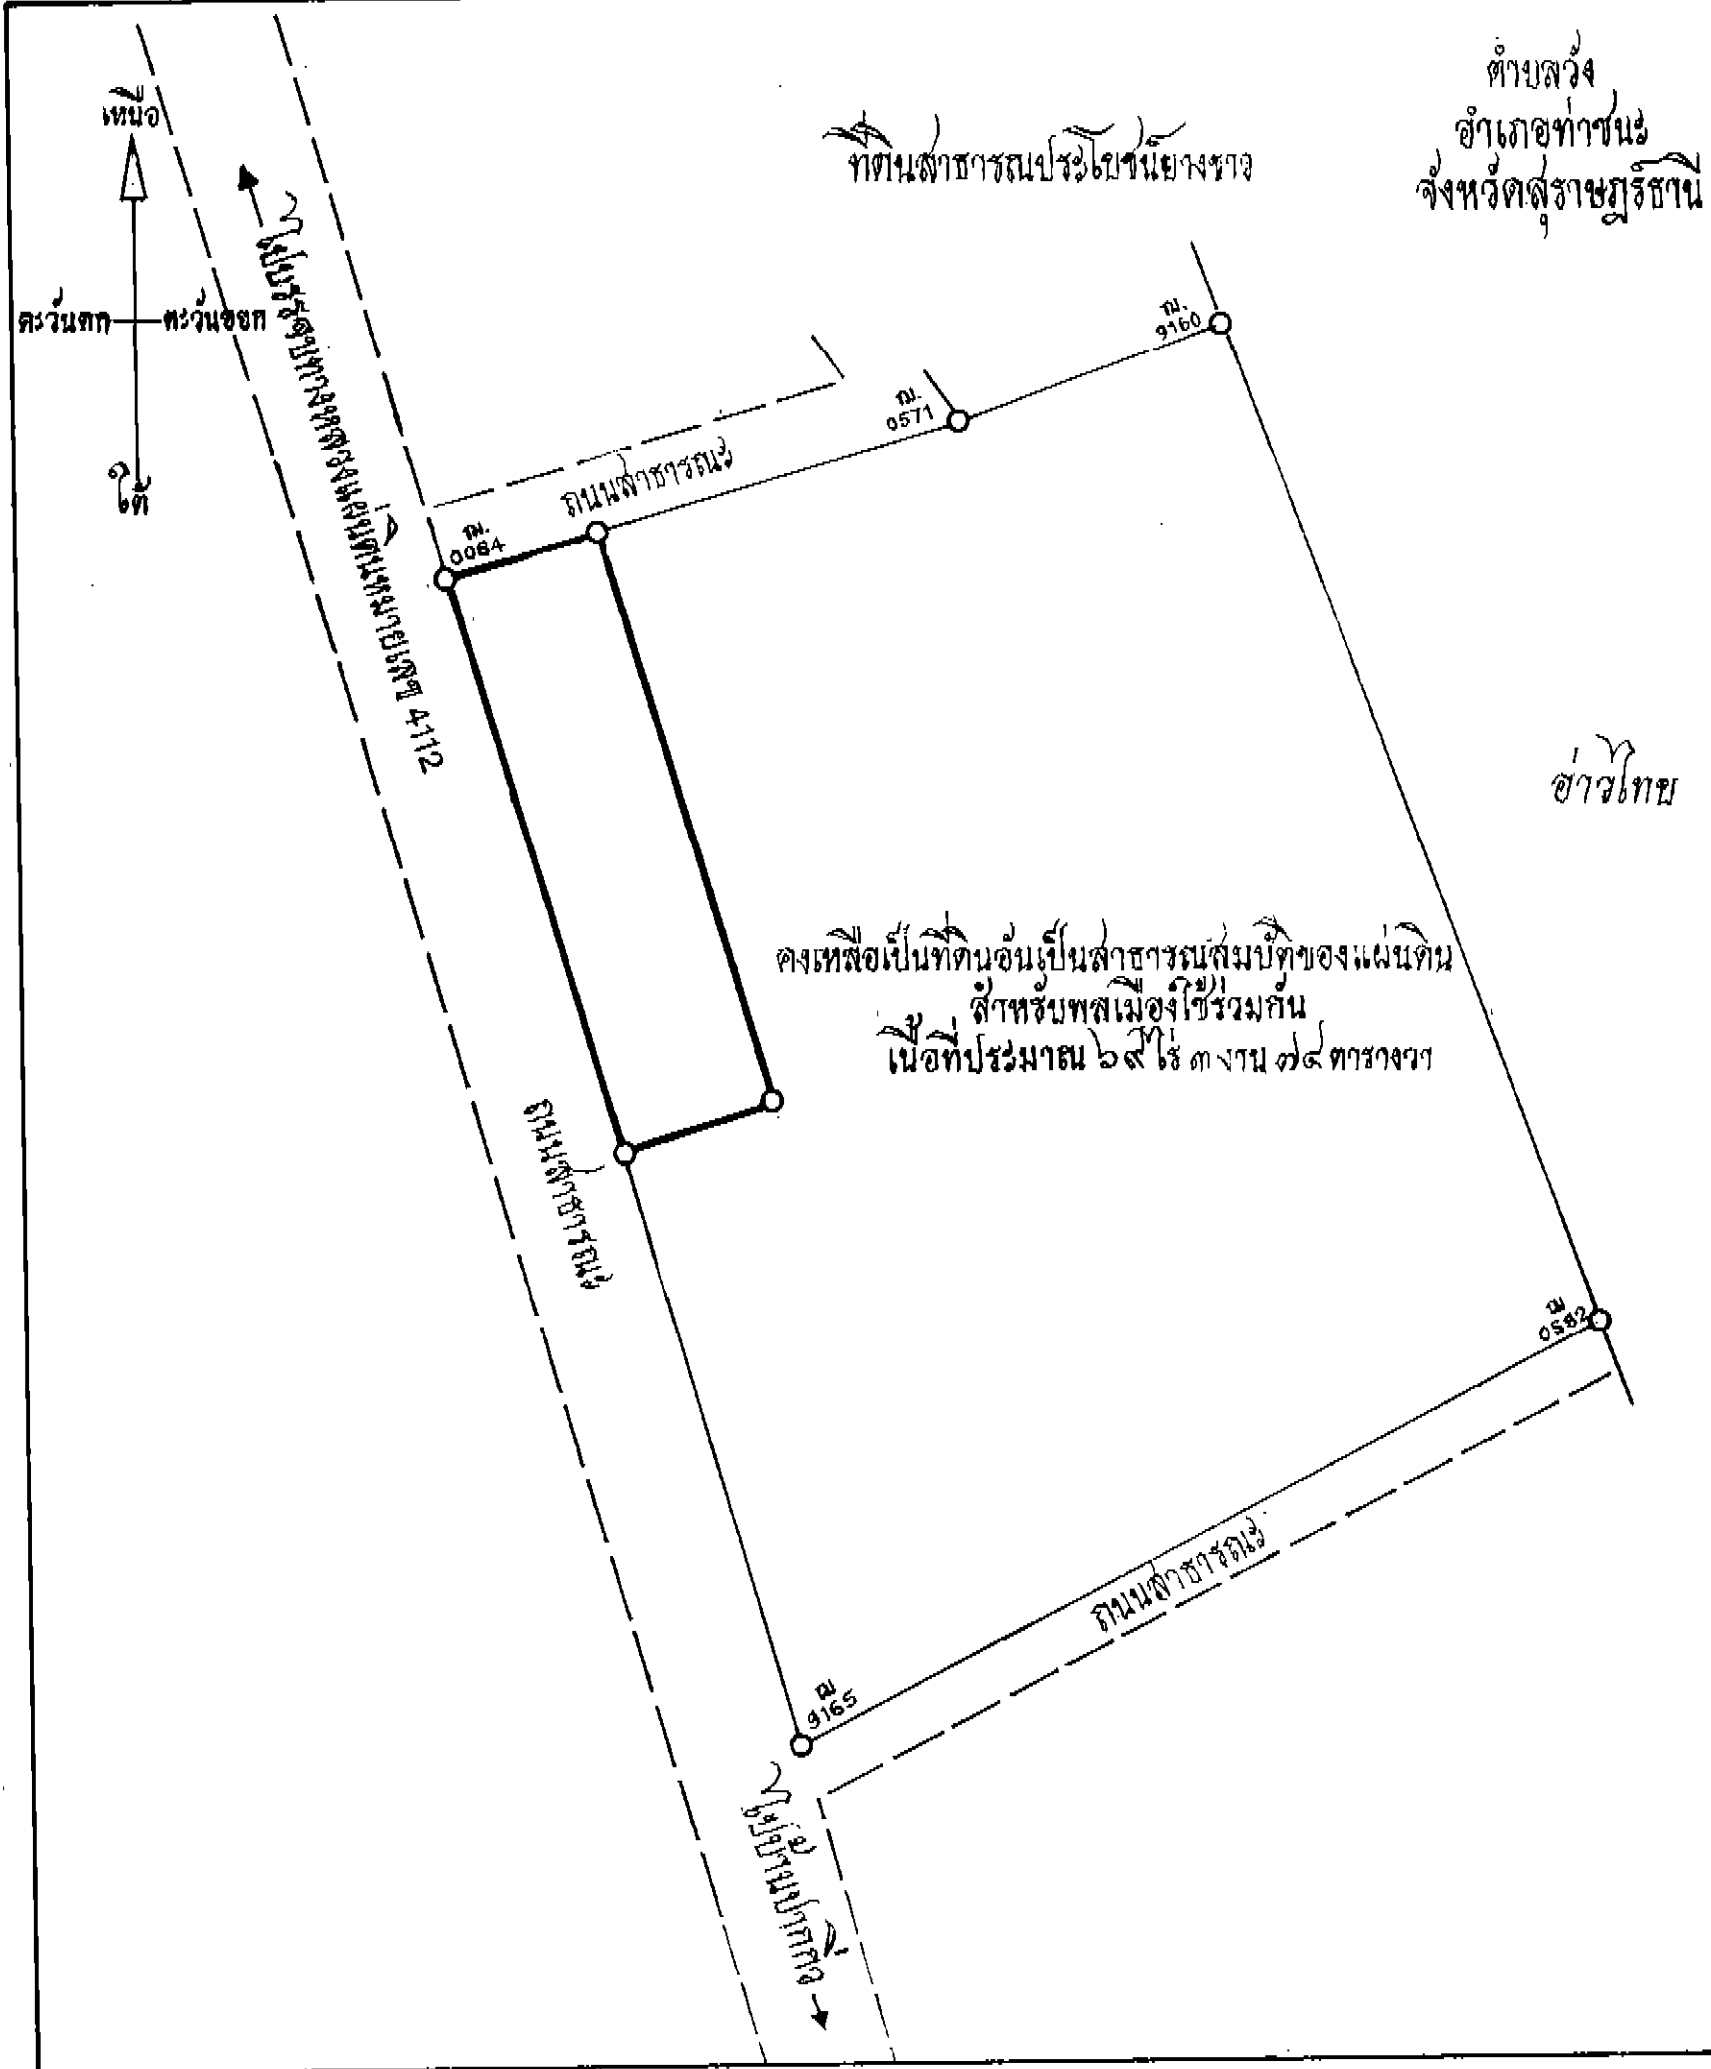 ตำบลวัง
อำเภอท่าชนะ
จังหวัดสุราษฎร์ธานี
เหนือ
ตะวันตก
ตะวันออก
ใต้
ที่ดินสาธารณประโยชน์ยางขาว
ไปบรรจบทางหลวงแผ่นดินหมายเลข 4112
ฒ.
9160
ฒ.
0571
ถนนสาธารณะ
ฒ.
0084
อ่าวไทย
คงเหลือเป็นที่ดินอันเป็นสาธารณสมบัติของแผ่นดิน
สำหรับพลเมืองใช้ร่วมกัน
เนื้อที่ประมาณ ๖๙ ไร่ ๓ งาน ๗๔ ตารางวา
ถนนสาธารณะ
ฒ
0582
ถนนสาธารณะ
ฒ
9165
ไปบ้านปากกิ่ว